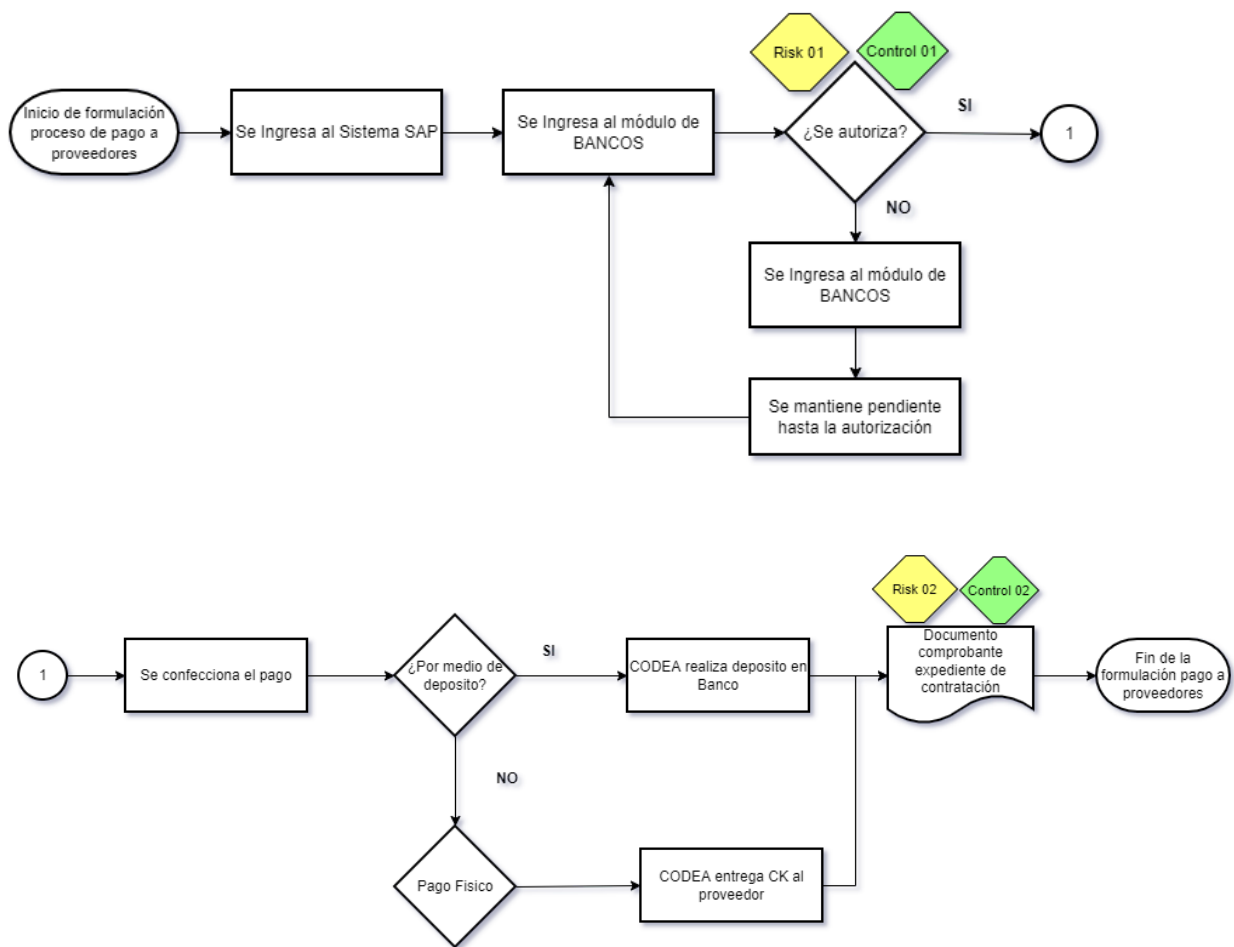 Risk 01
Control 01
Inicio de formulación
proceso de pago a
proveedores
Se Ingresa al Sistema SAP
Se Ingresa al módulo de
BANCOS
¿Se autoriza?
SI
1
NO
Se Ingresa al módulo de
BANCOS
Se mantiene pendiente
hasta la autorización
Risk 02
Control 02
1
Se confecciona el pago
¿Por medio de
deposito?
SI
CODEA realiza deposito en
Banco
Documento
comprobante
expediente de
contratación
Fin de la
formulación pago a
proveedores
NO
Pago Fisico
CODEA entrega CK al
proveedor